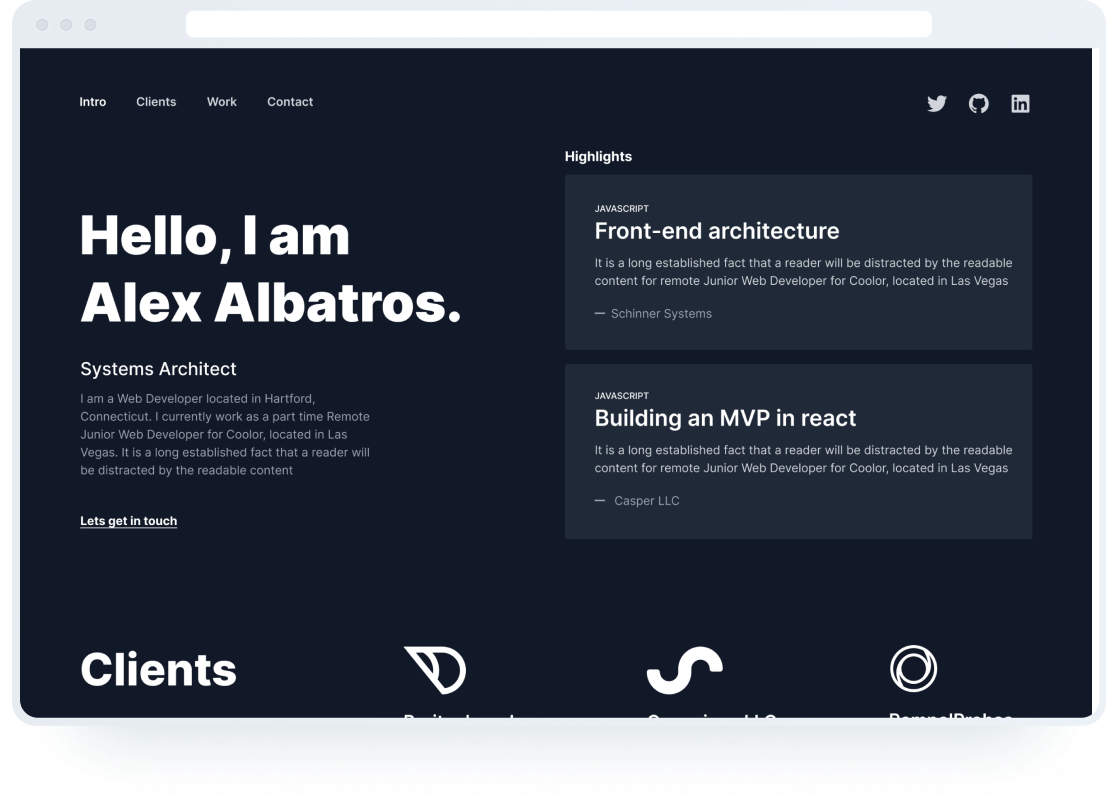 Intro Clients Work Contact
Highlights
JAVASCRIPT
Front-end architecture
It is a long established fact that a reader will be distracted by the readable
content for remote Junior Web Developer for Coolor, located in Las Vegas
— Schinner Systems
Hello, I am
Alex Albatros.
Systems Architect
I am a Web Developer located in Hartford,
Connecticut. I currently work as a part time Remote
Junior Web Developer for Coolor, located in Las
Vegas. It is a long established fact that a reader will
be distracted by the readable content
Lets get in touch
JAVASCRIPT
Building an MVP in react
It is a long established fact that a reader will be distracted by the readable
content for remote Junior Web Developer for Coolor, located in Las Vegas
— Casper LLC
Clients